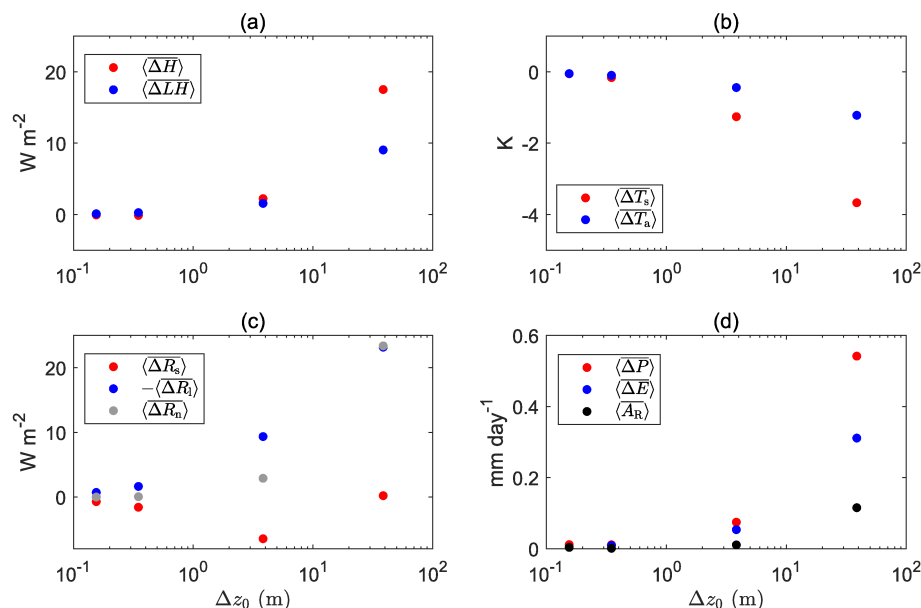 (a)
W m-2
20
10
0
⟨ΔH̅⟩
⟨ΔLH̅⟩
10-1 100 101 102
(b)
K
0
-2
-4
⟨ΔTs⟩
⟨ΔTa⟩
10-1 100 101 102
(c)
W m-2
20
10
0
⟨ΔRs⟩
−⟨ΔRl⟩
⟨ΔRn⟩
10-1 100 101 102
Δz0 (m)
(d)
mm day-1
0.6
0.4
0.2
0
⟨ΔP⟩
⟨ΔE⟩
⟨AR⟩
10-1 100 101 102
Δz0 (m)